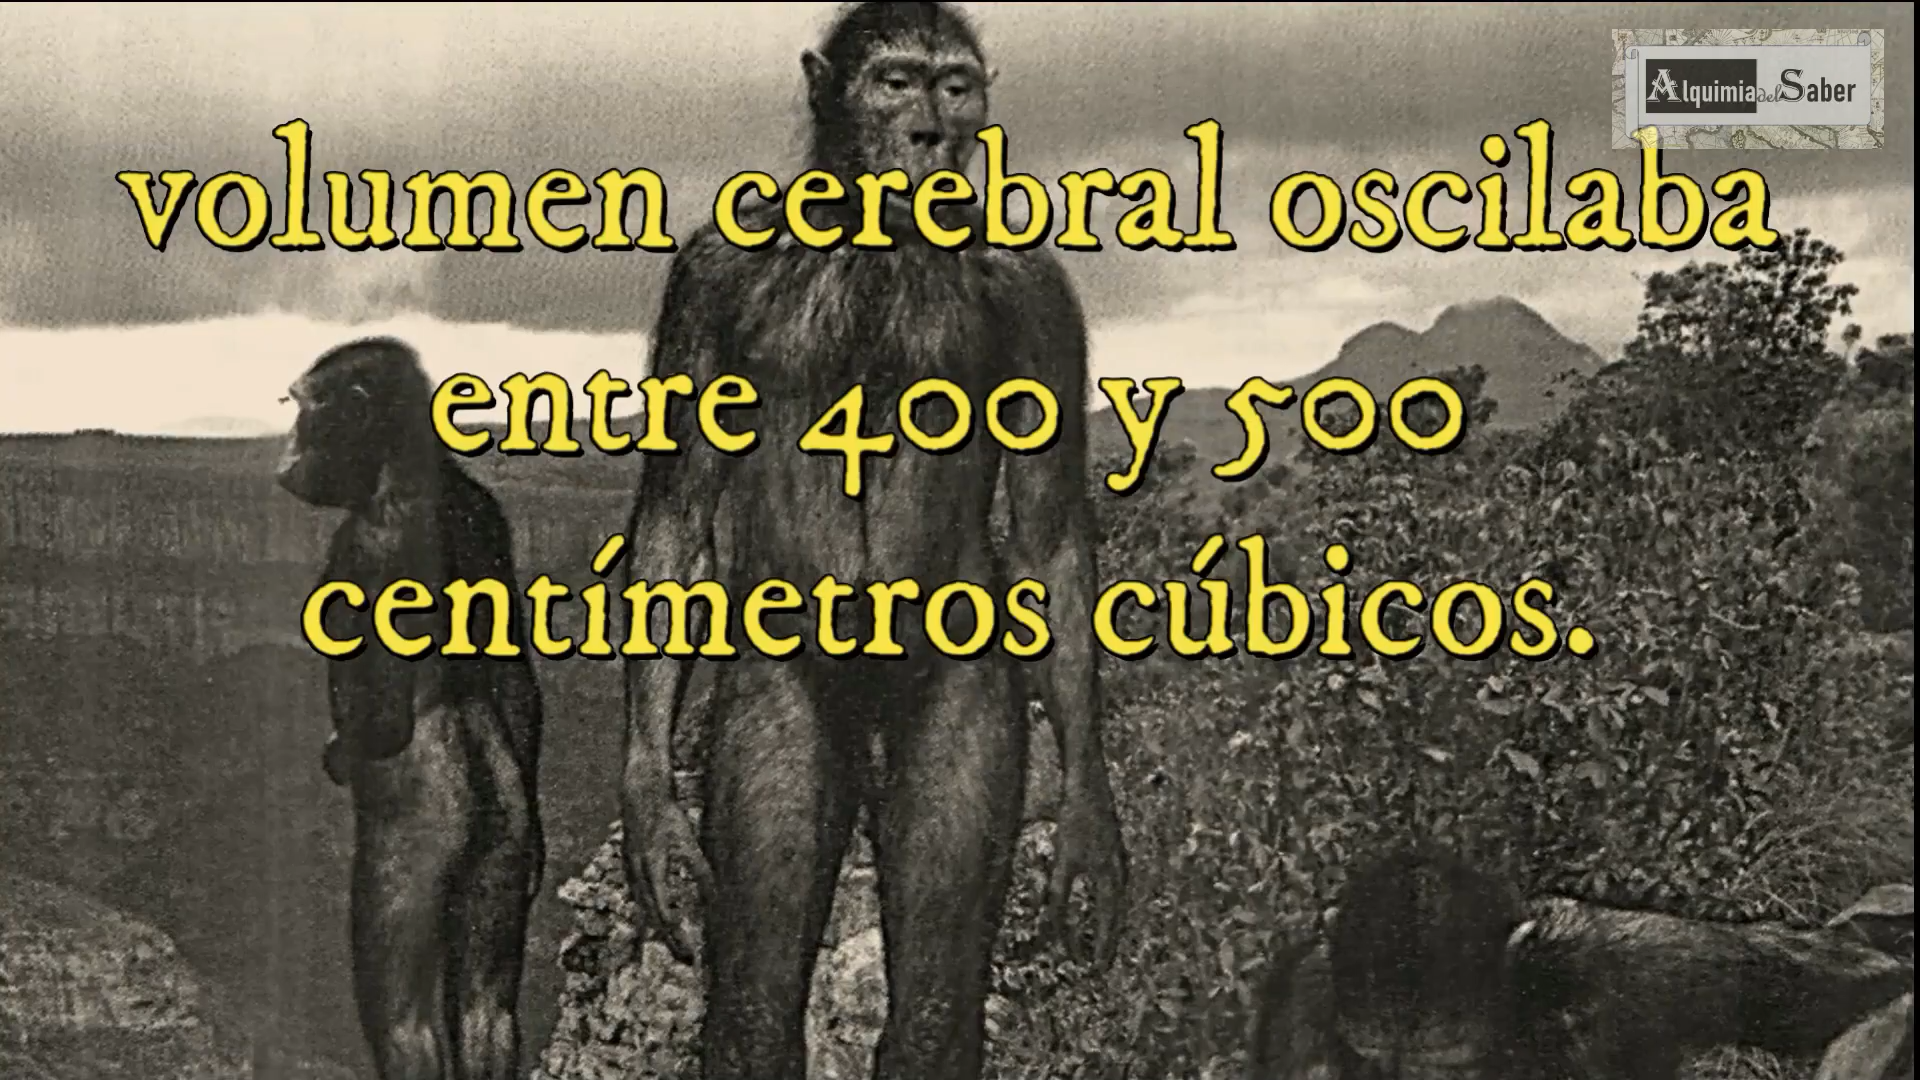 Alquimia del Saber
volumen cerebral oscilaba
entre 400 y 500
centímetros cúbicos.